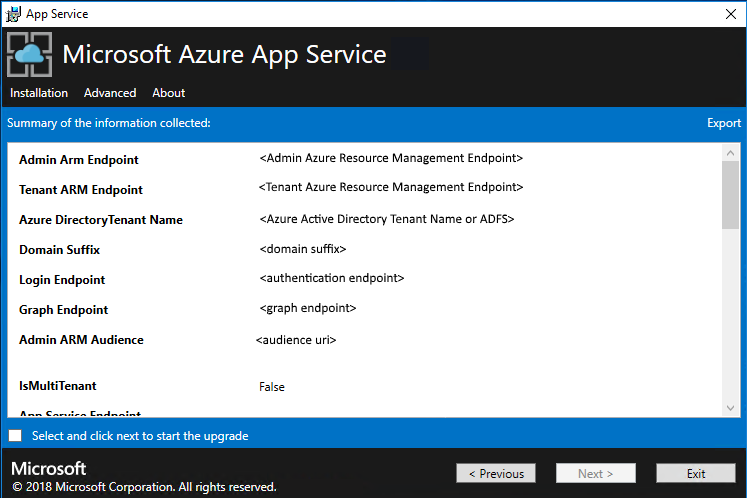 App Service
Microsoft Azure App Service
Installation Advanced About
Summary of the information collected: Export
Admin Arm Endpoint <Admin Azure Resource Management Endpoint>
Tenant ARM Endpoint <Tenant Azure Resource Management Endpoint>
Azure DirectoryTenant Name <Azure Active Directory Tenant Name or ADFS>
Domain Suffix <domain suffix>
Login Endpoint <authentication endpoint>
Graph Endpoint <graph endpoint>
Admin ARM Audience <audience uri>
IsMultiTenant False
App Service Endpoint
Select and click next to start the upgrade
Microsoft
© 2018 Microsoft Corporation. All rights reserved.
< Previous Next > Exit